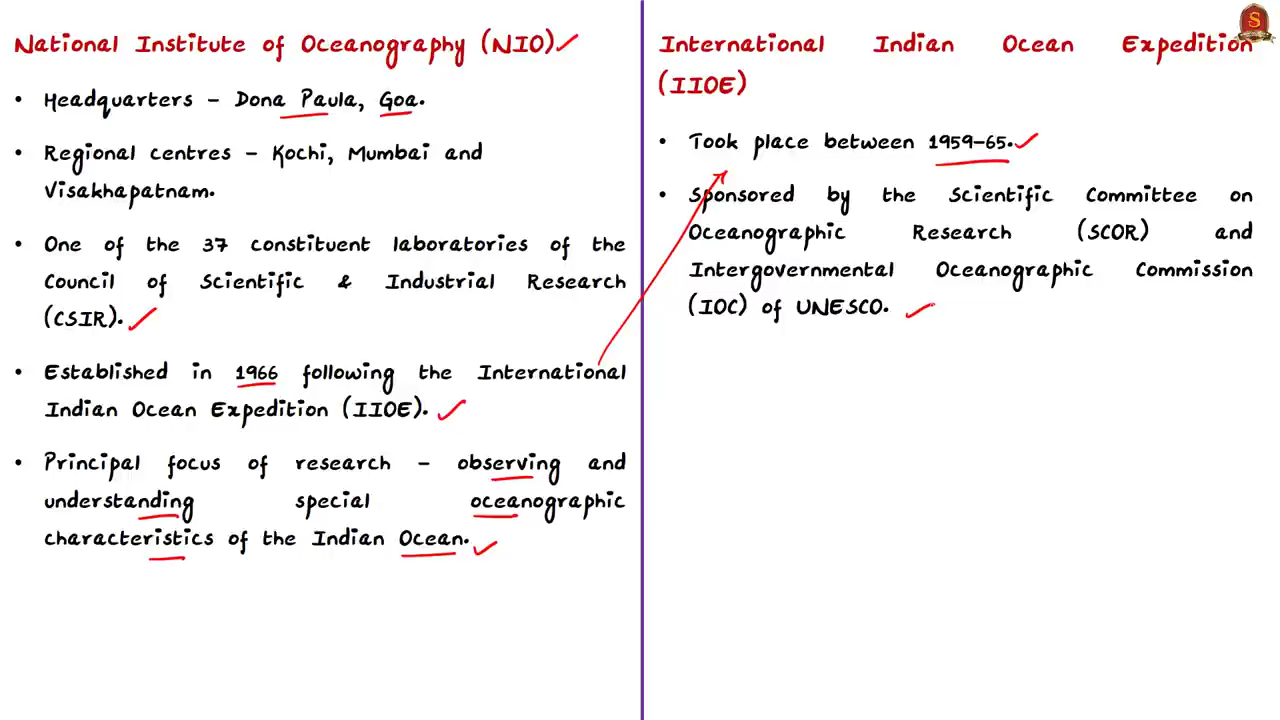 National Institute of Oceanography (NIO)
• Headquarters – Dona Paula, Goa.
• Regional centres – Kochi, Mumbai and
Visakhapatnam.
• One of the 37 constituent laboratories of the
Council of Scientific & Industrial Research
(CSIR).
• Established in 1966 following the International
Indian Ocean Expedition (IIOE).
• Principal focus of research – observing and
understanding special oceanographic
characteristics of the Indian Ocean.
International Indian Ocean Expedition
(IIOE)
• Took place between 1959–65.
• Sponsored by the Scientific Committee on
Oceanographic Research (SCOR) and
Intergovernmental Oceanographic Commission
(IOC) of UNESCO.
S